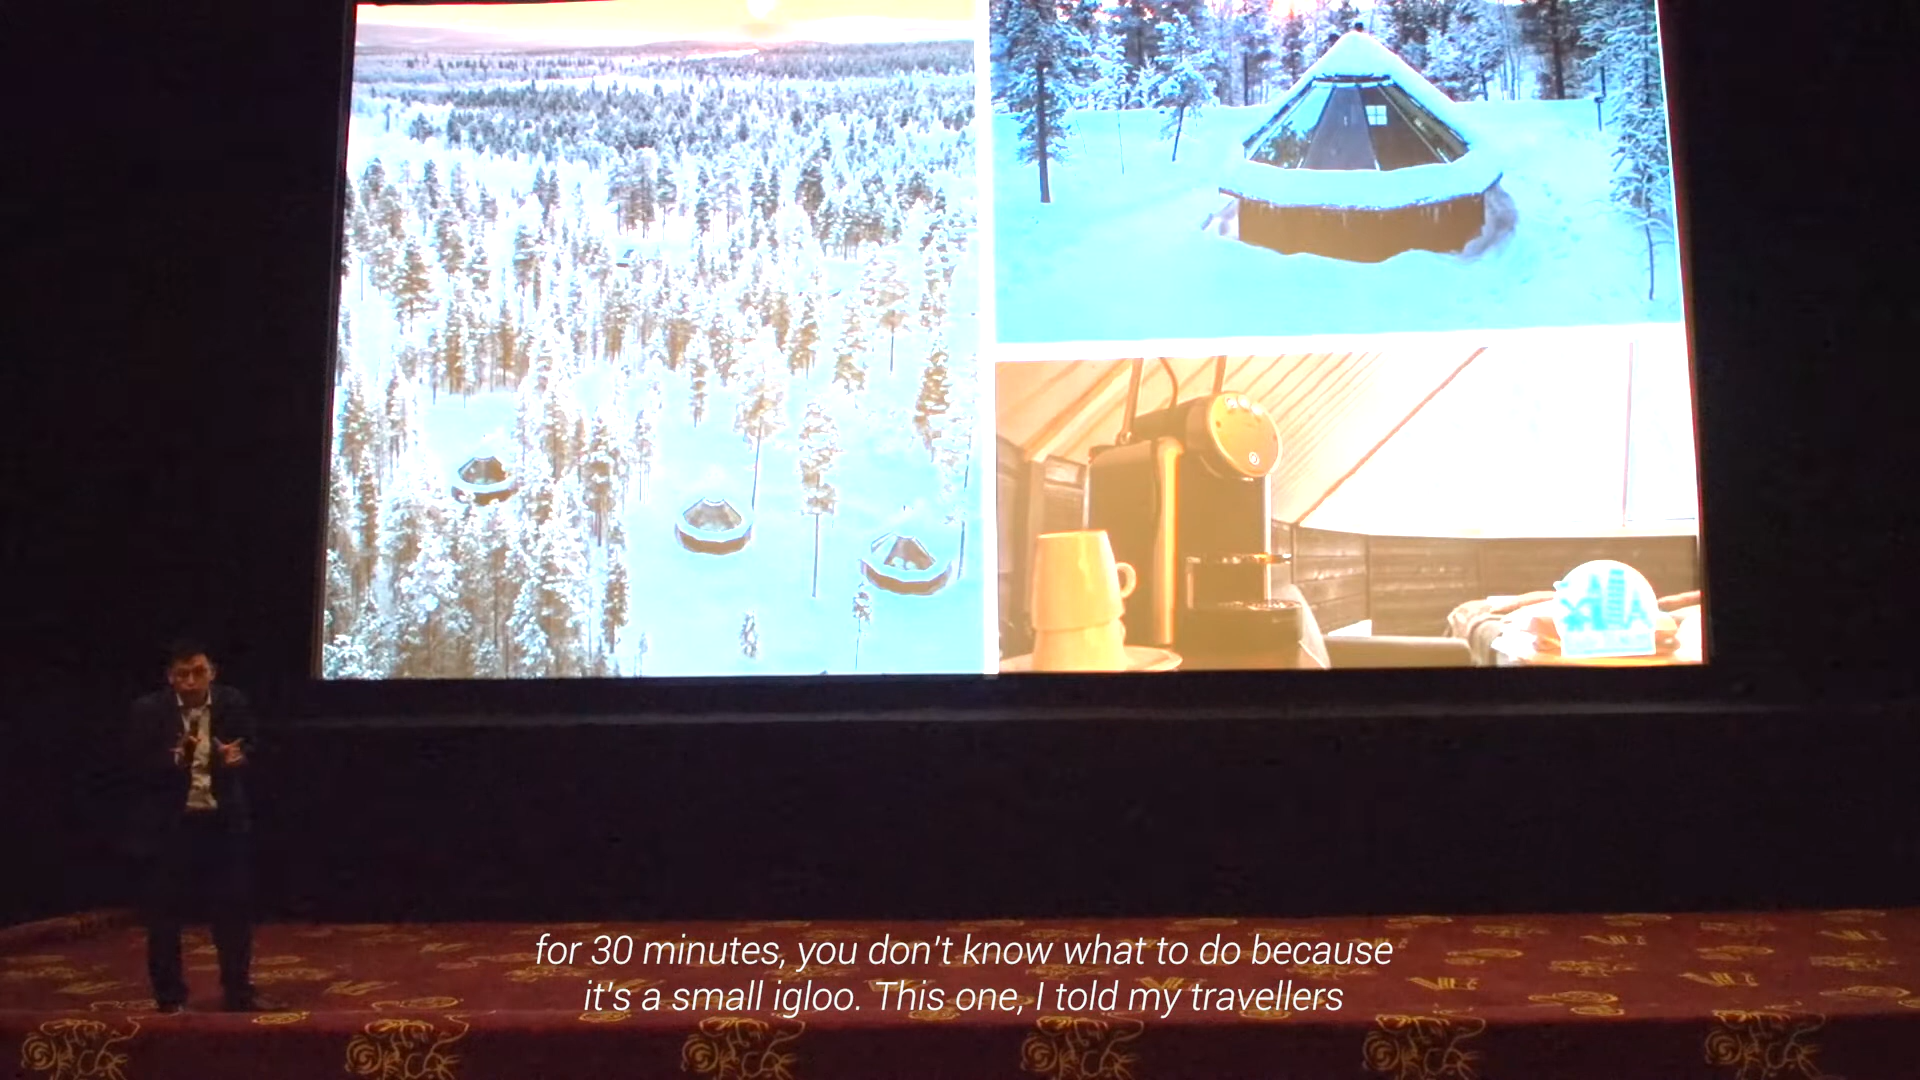 for 30 minutes, you don't know what to do because
it's a small igloo. This one, I told my travellers